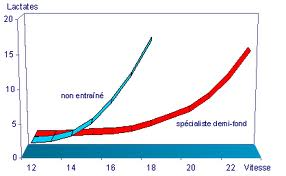 Lactates
20
15
non entraîné
10
spécialiste demi-fond
5
0
12 14 16 18 20 22 Vitesse